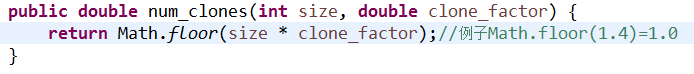 public double num_clones(int size, double clone_factor) {
    return Math.floor(size * clone_factor);//例子Math.floor(1.4)=1.0
}